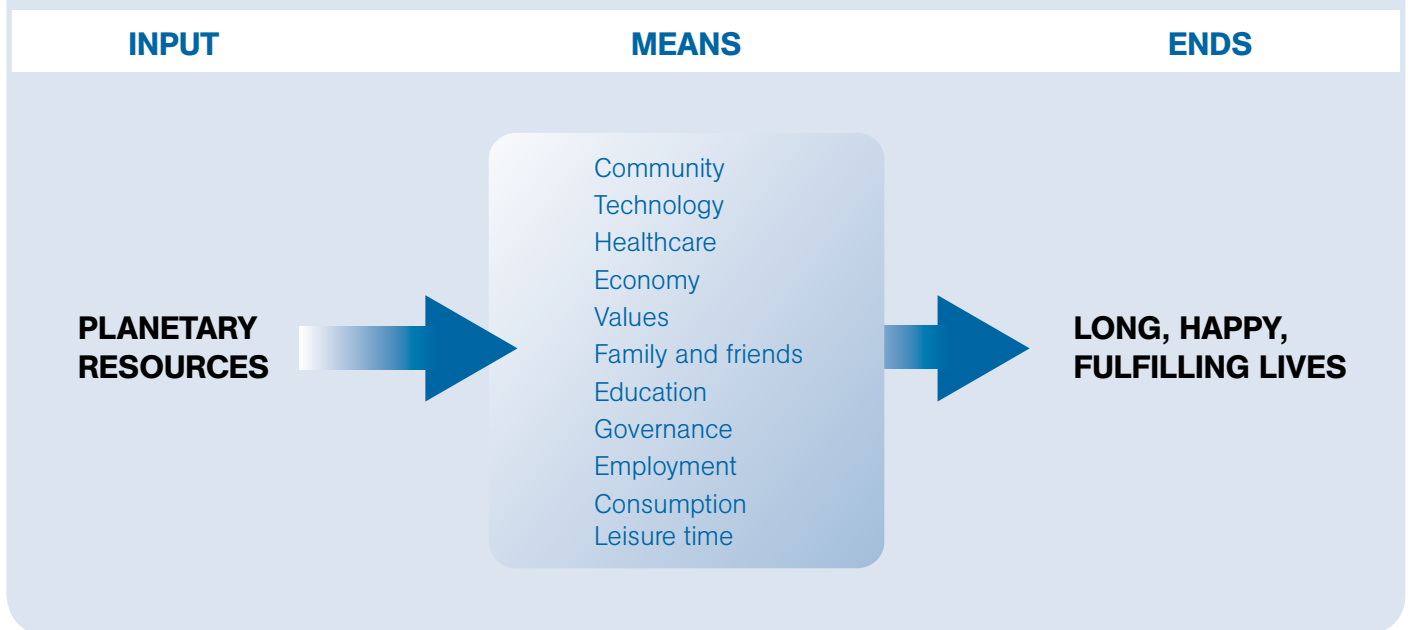 INPUT
MEANS
ENDS
PLANETARY
RESOURCES
Community
Technology
Healthcare
Economy
Values
Family and friends
Education
Governance
Employment
Consumption
Leisure time
LONG, HAPPY,
FULFILLING LIVES